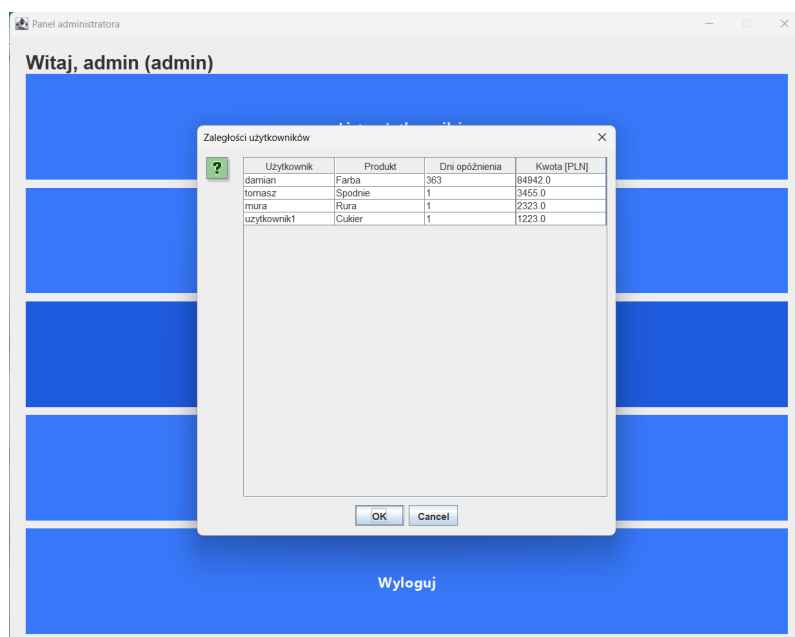 Panel administratora
Witaj, admin (admin)
Zaległości użytkowników
?
Użytkownik Produkt Dni opóźnienia Kwota [PLN]
damian Farba 363 84942.0
tomasz Spodnie 1 3455.0
mura Rura 1 2323.0
uzytkownik1 Cukier 1 1223.0
OK Cancel
Wyloguj